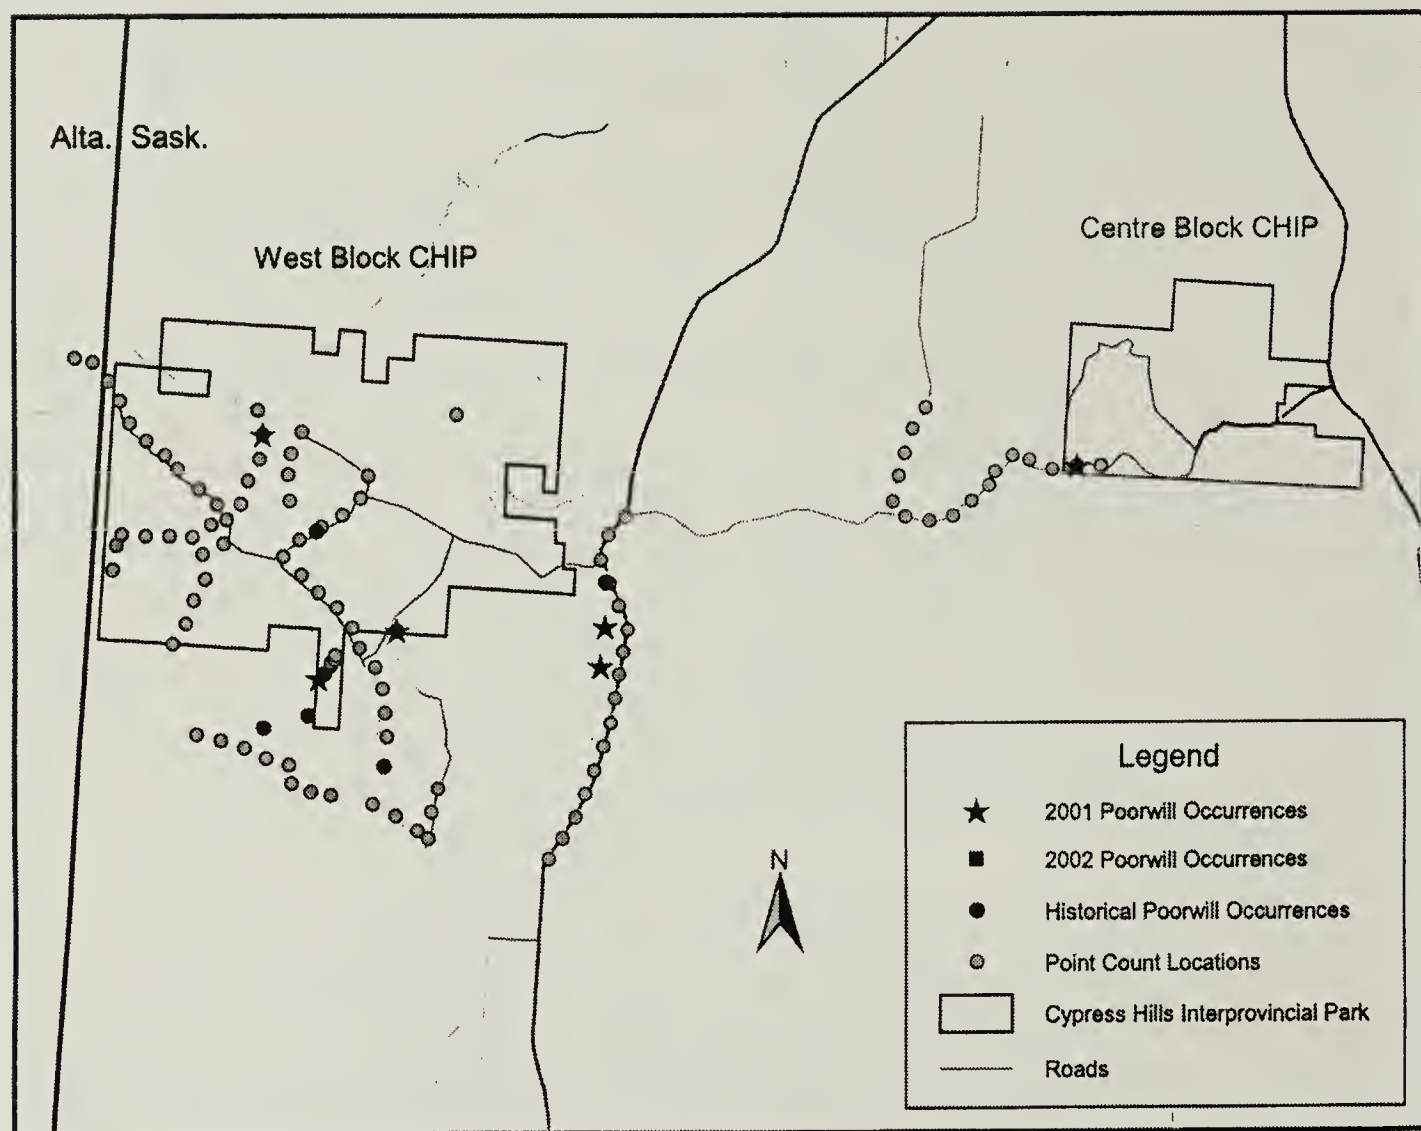 Alta. Sask.
West Block CHIP
Centre Block CHIP
Legend
2001 Poorwill Occurrences
2002 Poorwill Occurrences
Historical Poorwill Occurrences
Point Count Locations
Cypress Hills Interprovincial Park
Roads
N